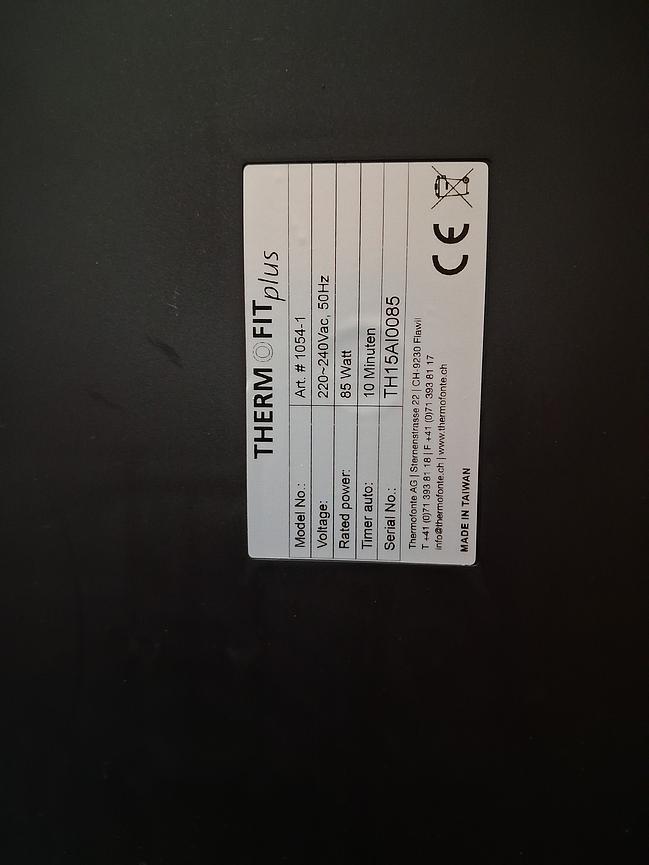 THERMOFIT plus
Model No.: Art. # 1054-1
Voltage: 220~240Vac, 50Hz
Rated power: 85 Watt
Timer auto: 10 Minuten
Serial No.: TH15AI0085
Thermofonte AG | Sternenstrasse 22 | CH-9230 Flawil
T +41 (0)71 393 81 18 | F +41 (0)71 393 81 17
info@thermofonte.ch | www.thermofonte.ch
MADE IN TAIWAN
CE